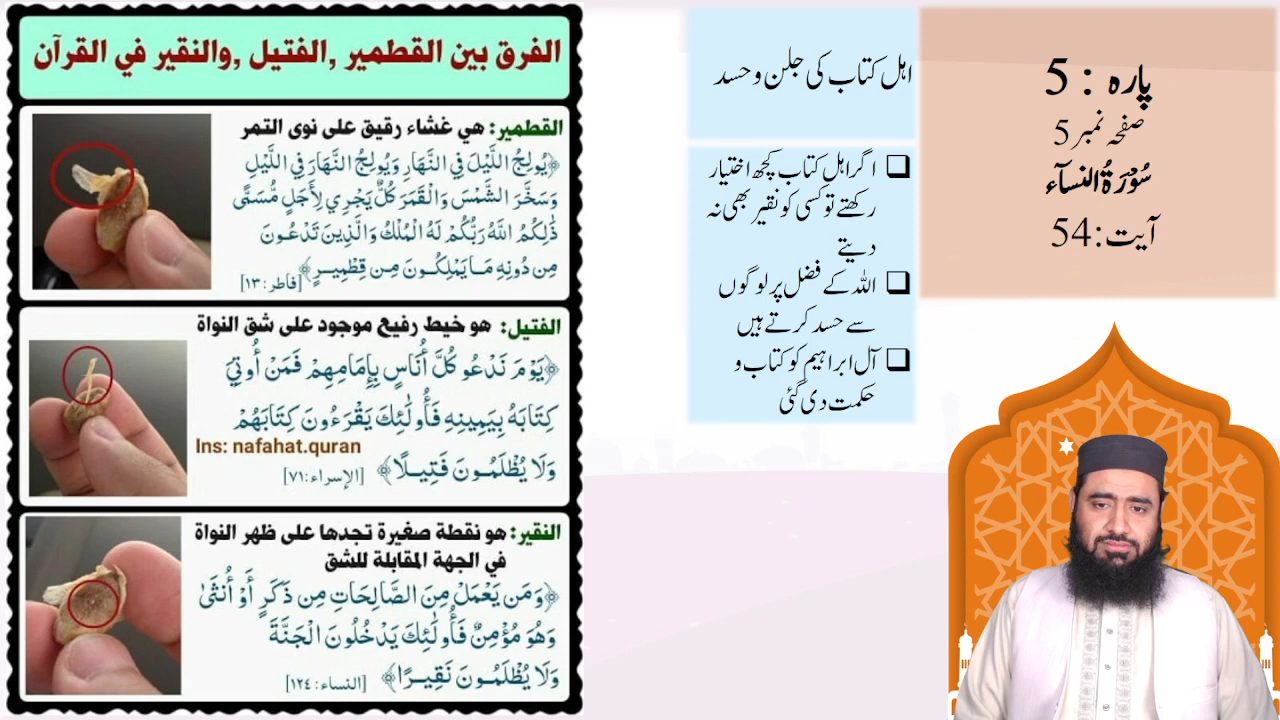 الفرق بين القطمير ,الفتيل ,والنقير في القرآن
القطمير: هي غشاء رقيق على نوى التمر
﴿يُولِجُ اللَّيْلَ فِي النَّهَارِ وَيُولِجُ النَّهَارَ فِي اللَّيْلِ
وَسَخَّرَ الشَّمْسَ وَالْقَمَرَ كُلٌّ يَجْرِي لِأَجَلٍ مُّسَمًّى
ذَٰلِكُمُ اللَّهُ رَبُّكُمْ لَهُ الْمُلْكُ وَالَّذِينَ تَدْعُونَ
مِن دُونِهِ مَا يَمْلِكُونَ مِن قِطْمِيرٍ﴾ [فاطر: ١٣]
الفتيل: هو خيط رفيع موجود على شق النواة
﴿يَوْمَ نَدْعُو كُلَّ أُنَاسٍ بِإِمَامِهِمْ فَمَنْ أُوتِيَ
كِتَابَهُ بِيَمِينِهِ فَأُولَٰئِكَ يَقْرَءُونَ كِتَابَهُمْ
Ins: nafahat.quran
وَلَا يُظْلَمُونَ فَتِيلًا﴾ [الإسراء: ٧١]
النقير: هو نقطة صغيرة تجدها على ظهر النواة
في الجهة المقابلة للشق
﴿وَمَن يَعْمَلْ مِنَ الصَّالِحَاتِ مِن ذَكَرٍ أَوْ أُنثَىٰ
وَهُوَ مُؤْمِنٌ فَأُولَٰئِكَ يَدْخُلُونَ الْجَنَّةَ
وَلَا يُظْلَمُونَ نَقِيرًا﴾ [النساء: ١٢٤]
اہل کتاب کی جلن و حسد
اگر اہل کتاب کچھ اختیار
رکھتے تو کسی کو نقیر بھی نہ
دیتے
اللہ کے فضل پر لوگوں
سے حسد کرتے ہیں
آل ابراہیم کو کتاب و
حکمت دی گئی
پارہ : 5
صفحہ نمبر 5
سُوْرَۃُ النسآء
آیت:54